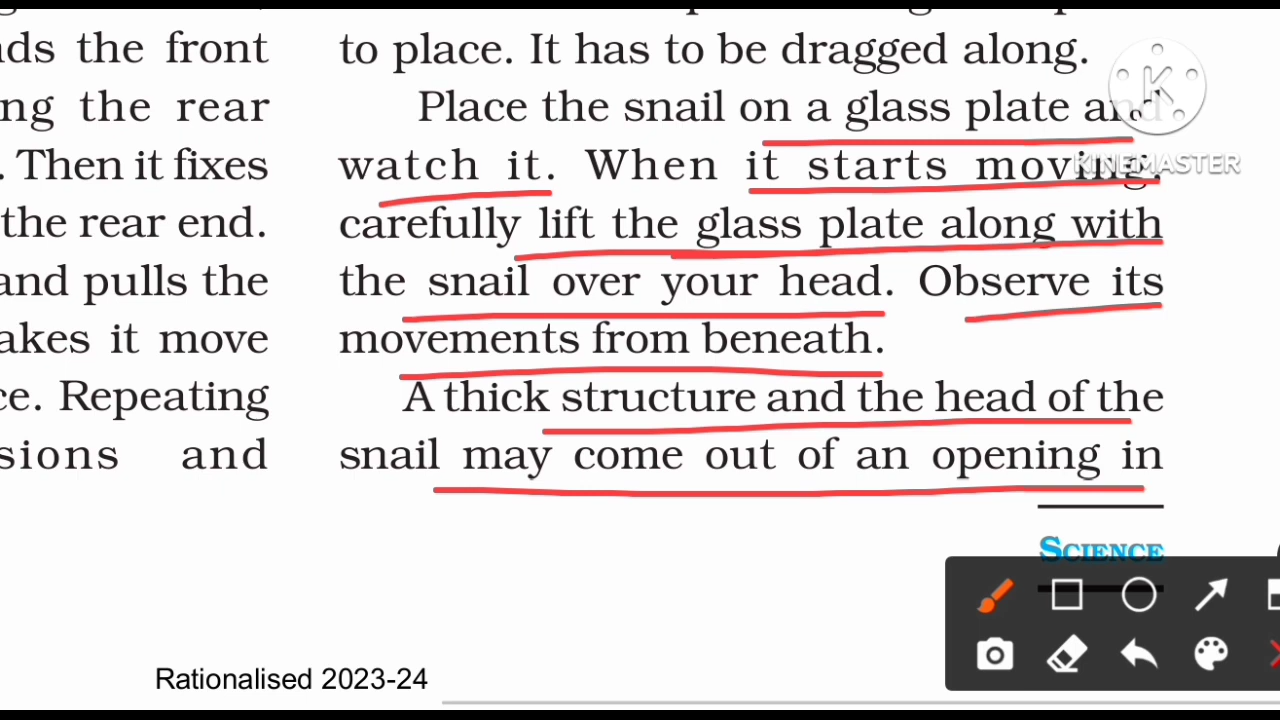 nds the front
ng the rear
. Then it fixes
the rear end.
and pulls the
akes it move
ce. Repeating
sions and
to place. It has to be dragged along.
Place the snail on a glass plate and
watch it. When it starts moving,
carefully lift the glass plate along with
the snail over your head. Observe its
movements from beneath.
A thick structure and the head of the
snail may come out of an opening in
SCIENCE
Rationalised 2023-24
K
KINEMASTER